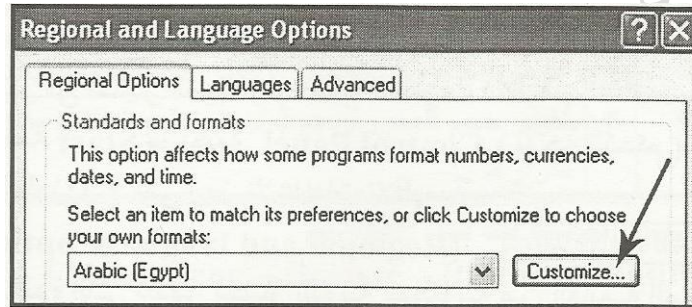 Regional and Language Options
Regional Options Languages Advanced
Standards and formats
This option affects how some programs format numbers, currencies,
dates, and time.
Select an item to match its preferences, or click Customize to choose
your own formats:
Arabic (Egypt) Customize...